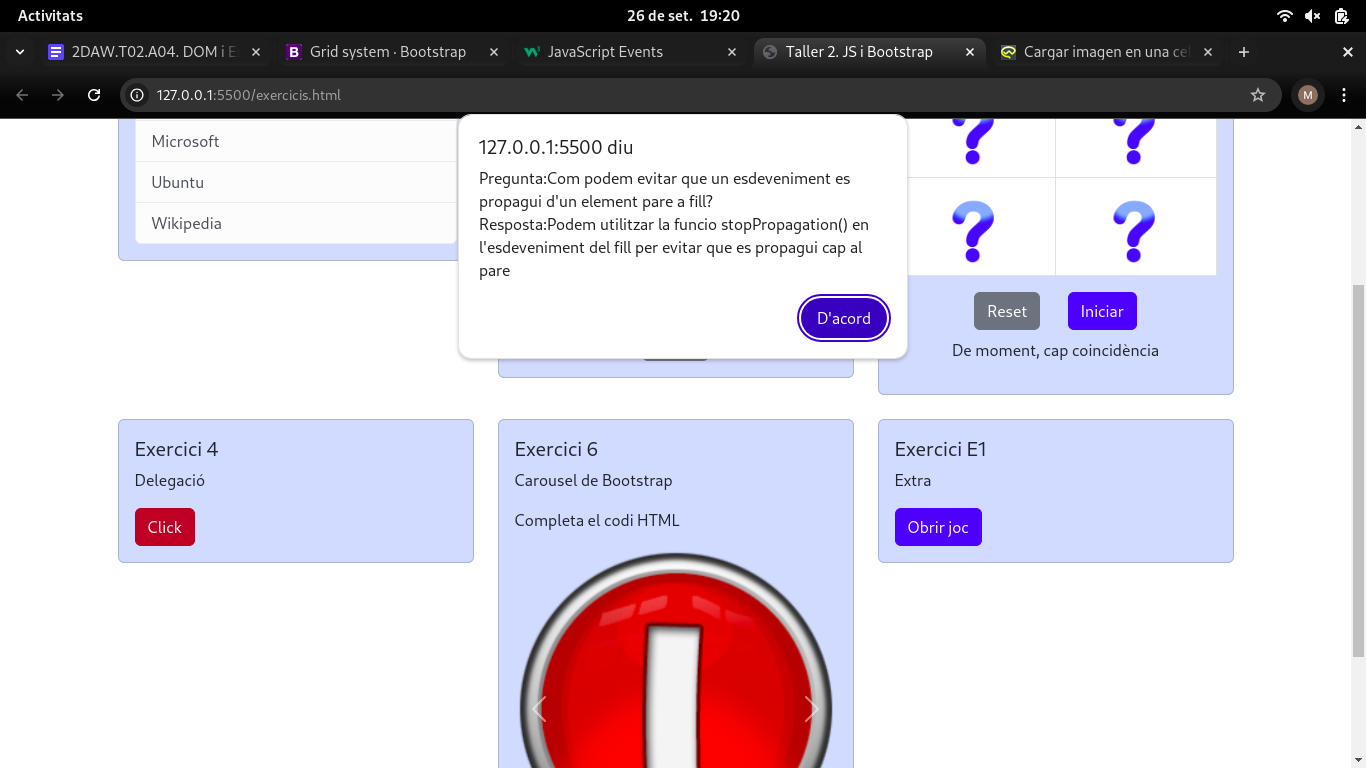 Activitats
26 de set. 19:20
2DAW.T02.A04. DOM i E
Grid system · Bootstrap
JavaScript Events
Taller 2. JS i Bootstrap
Cargar imagen en una cel
127.0.0.1:5500/exercicis.html
M
127.0.0.1:5500 diu
Pregunta:Com podem evitar que un esdeveniment es
propagui d'un element pare a fill?
Resposta:Podem utilitzar la funcio stopPropagation() en
l'esdeveniment del fill per evitar que es propagui cap al
pare
D'acord
Microsoft
Ubuntu
Wikipedia
? ?
? ?
Reset Iniciar
De moment, cap coincidència
Exercici 4
Delegació
Click
Exercici 6
Carousel de Bootstrap
Completa el codi HTML
Exercici E1
Extra
Obrir joc